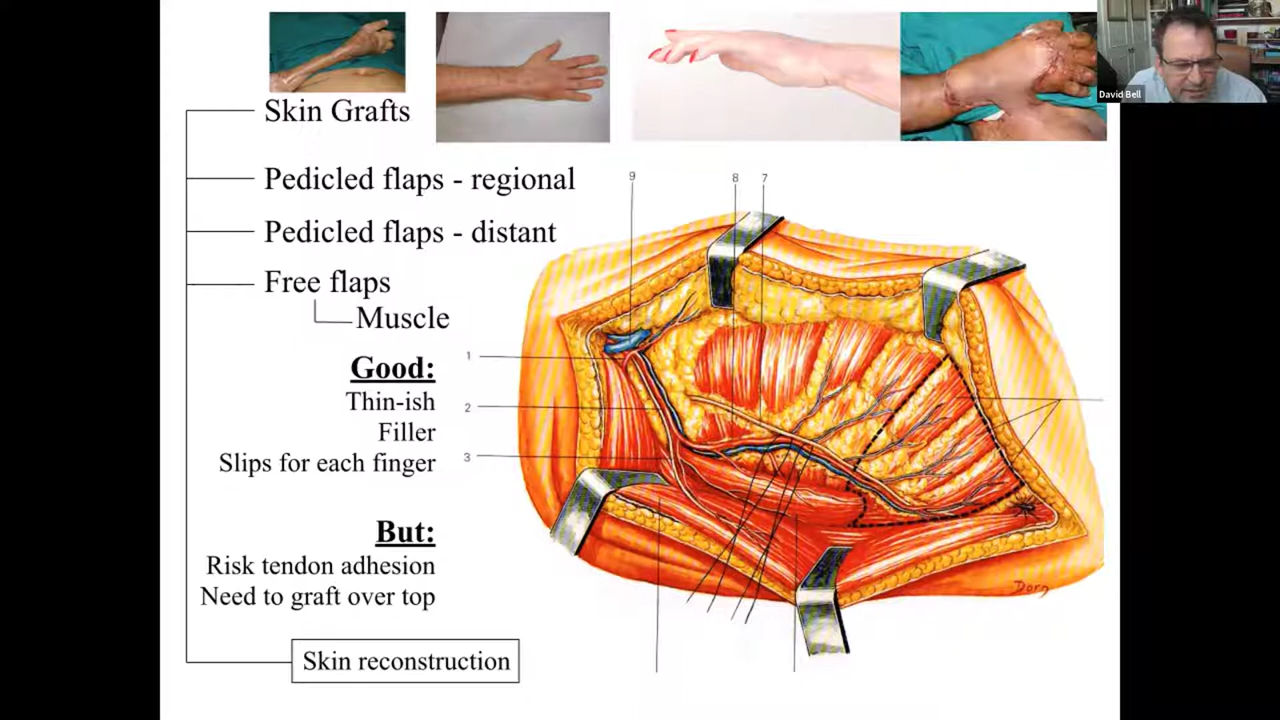 David Bell
Skin Grafts
Pedicled flaps - regional
Pedicled flaps - distant
Free flaps
Muscle
Good:
Thin-ish
Filler
Slips for each finger
But:
Risk tendon adhesion
Need to graft over top
Skin reconstruction
9
8
7
1
2
3
Dorn